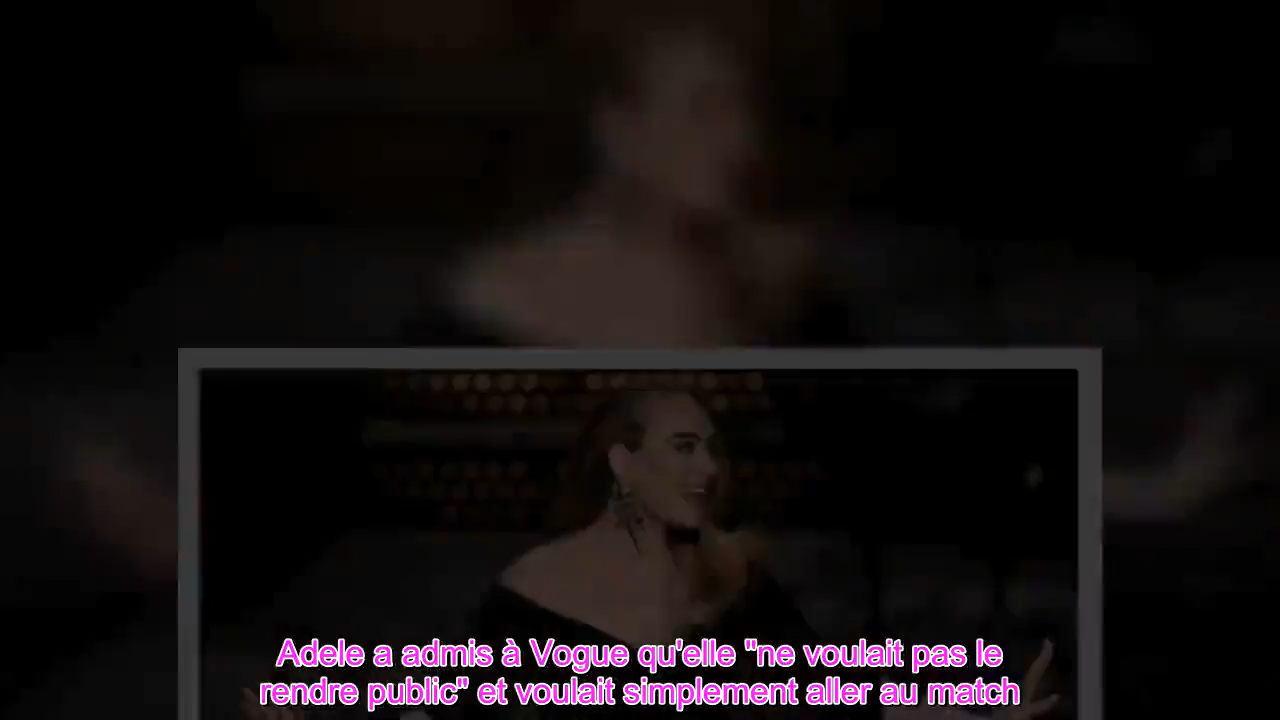 Adele a admis à Vogue qu'elle "ne voulait pas le
rendre public" et voulait simplement aller au match